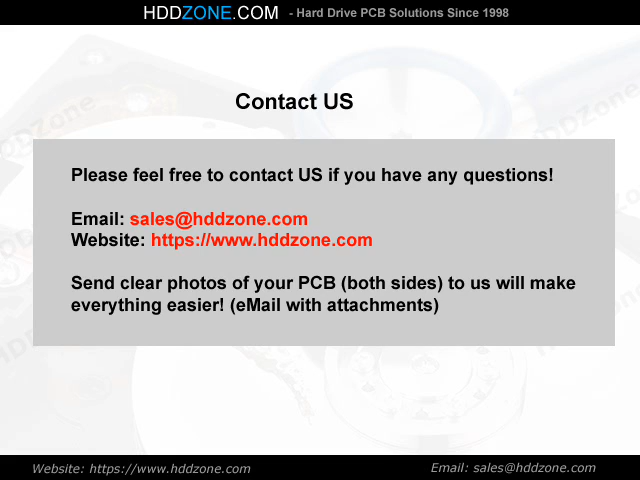 HDDZONE.COM - Hard Drive PCB Solutions Since 1998
Contact US
Please feel free to contact US if you have any questions!
Email: sales@hddzone.com
Website: https://www.hddzone.com
Send clear photos of your PCB (both sides) to us will make
everything easier! (eMail with attachments)
Website: https://www.hddzone.com
Email: sales@hddzone.com